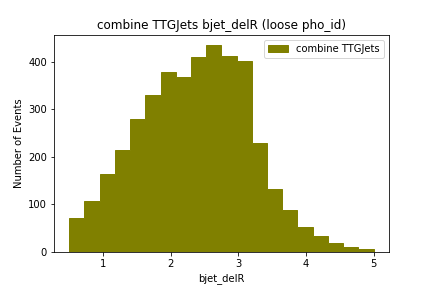 combine TTGJets bjet_delR (loose pho_id)
combine TTGJets
Number of Events
400
300
200
100
0
1 2 3 4 5
bjet_delR